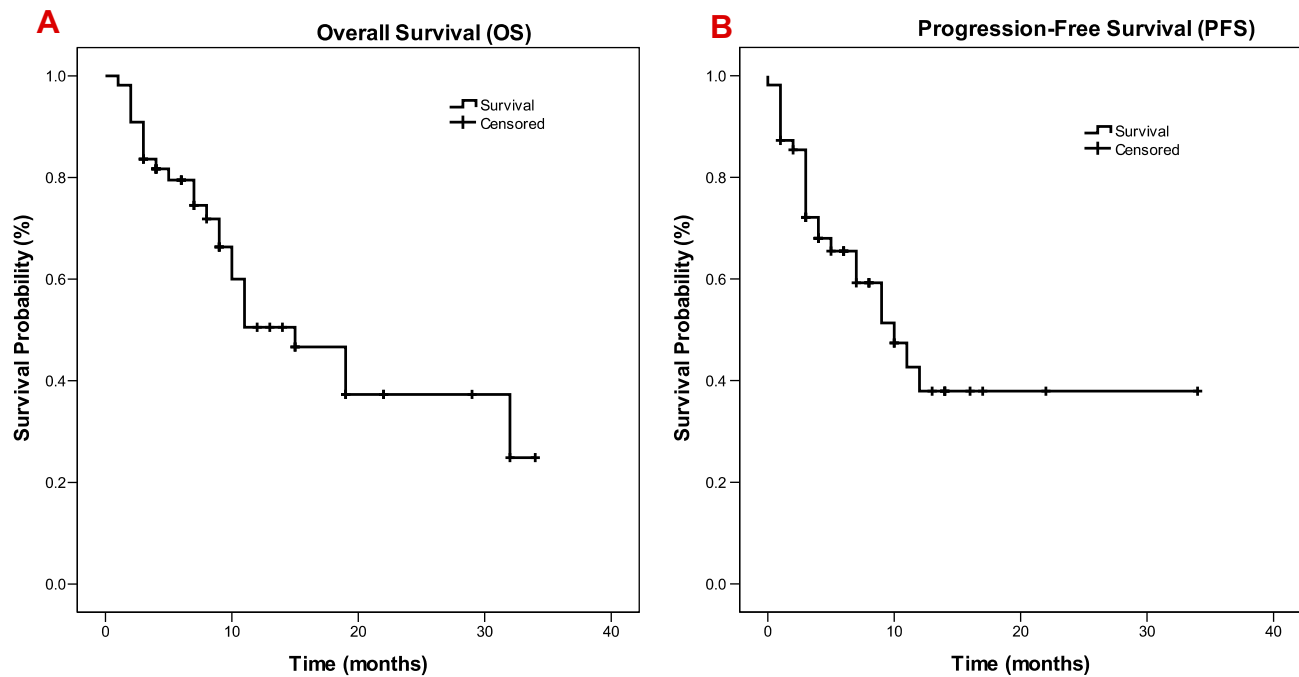 A
Overall Survival (OS)
Survival
Censored
1.0
0.8
0.6
0.4
0.2
0.0
Survival Probability (%)
0
10
20
30
40
Time (months)
B
Progression-Free Survival (PFS)
Survival
Censored
1.0
0.8
0.6
0.4
0.2
0.0
Survival Probability (%)
0
10
20
30
40
Time (months)